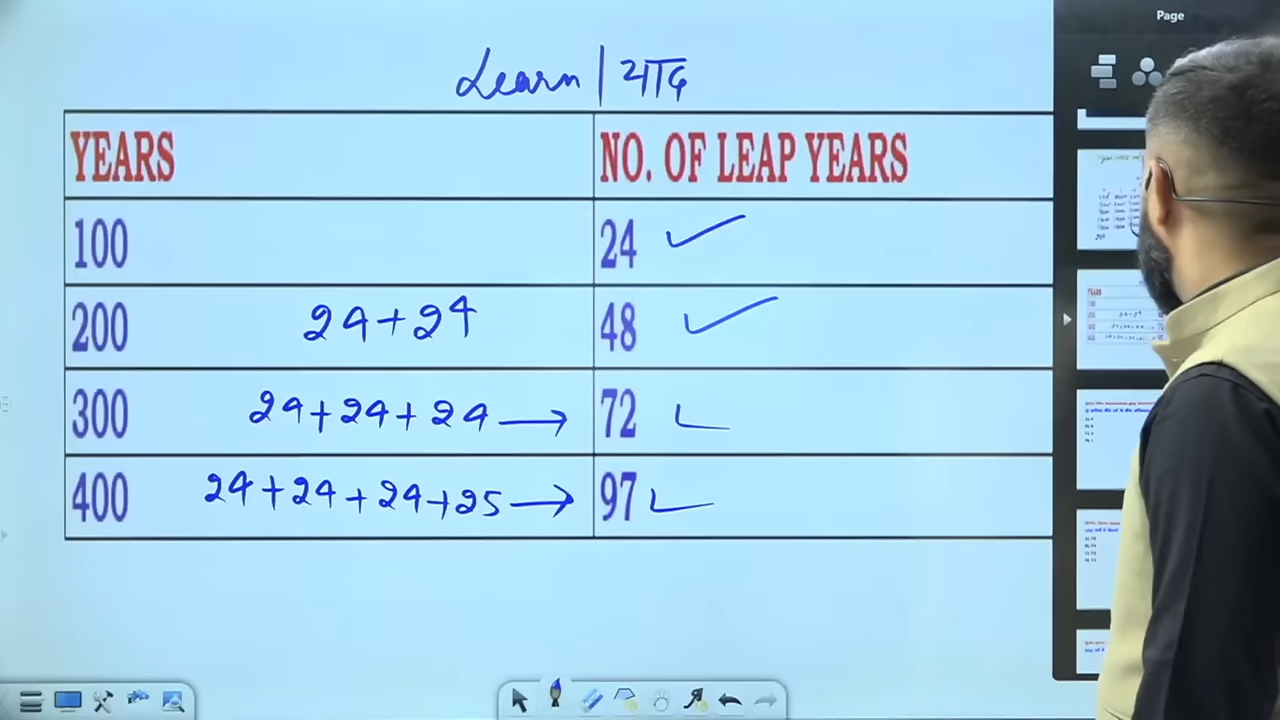 Page
Learn | याद
YEARS NO. OF LEAP YEARS
100 24
200 24+24 48
300 24+24+24 → 72
400 24+24+24+25 → 97